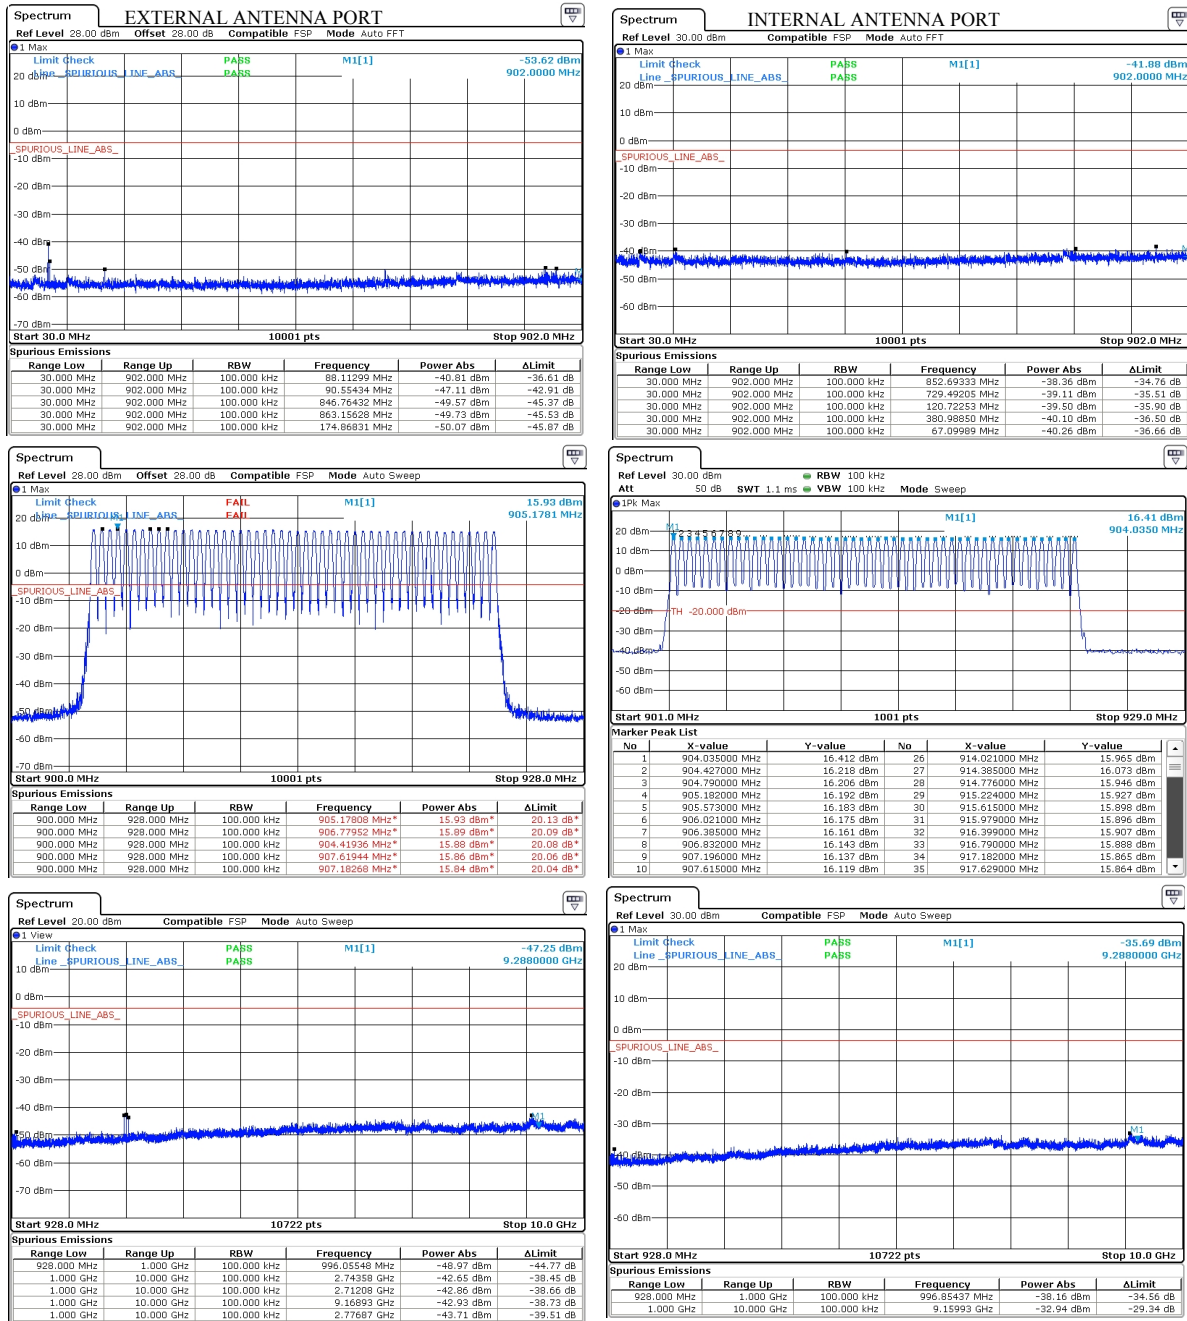 EXTERNAL ANTENNA PORT
Spectrum
Ref Level 28.00 dBm Offset 28.00 dB Compatible FSP Mode Auto FFT
1 Max
Limit Check PASS M1[1] -53.62 dBm
Line _SPURIOUS_LINE_ABS_ PASS 902.0000 MHz
20 dBm
10 dBm
0 dBm
_SPURIOUS_LINE_ABS_
-10 dBm
-20 dBm
-30 dBm
-40 dBm
-50 dBm
-60 dBm
-70 dBm
Start 30.0 MHz 10001 pts Stop 902.0 MHz
Spurious Emissions
Range Low Range Up RBW Frequency Power Abs ΔLimit
30.000 MHz 902.000 MHz 100.000 kHz 88.11299 MHz -40.81 dBm -36.61 dB
30.000 MHz 902.000 MHz 100.000 kHz 90.55434 MHz -47.11 dBm -42.91 dB
30.000 MHz 902.000 MHz 100.000 kHz 846.76432 MHz -49.57 dBm -45.37 dB
30.000 MHz 902.000 MHz 100.000 kHz 863.15628 MHz -49.73 dBm -45.53 dB
30.000 MHz 902.000 MHz 100.000 kHz 174.86831 MHz -50.07 dBm -45.87 dB
INTERNAL ANTENNA PORT
Spectrum
Ref Level 30.00 dBm Compatible FSP Mode Auto FFT
1 Max
Limit Check PASS M1[1] -41.88 dBm
Line _SPURIOUS_LINE_ABS_ PASS 902.0000 MHz
20 dBm
10 dBm
0 dBm
_SPURIOUS_LINE_ABS_
-10 dBm
-20 dBm
-30 dBm
-40 dBm
-50 dBm
-60 dBm
Start 30.0 MHz 10001 pts Stop 902.0 MHz
Spurious Emissions
Range Low Range Up RBW Frequency Power Abs ΔLimit
30.000 MHz 902.000 MHz 100.000 kHz 852.69333 MHz -38.36 dBm -34.76 dB
30.000 MHz 902.000 MHz 100.000 kHz 729.49205 MHz -39.11 dBm -35.51 dB
30.000 MHz 902.000 MHz 100.000 kHz 120.72253 MHz -39.50 dBm -35.90 dB
30.000 MHz 902.000 MHz 100.000 kHz 380.98850 MHz -40.10 dBm -36.50 dB
30.000 MHz 902.000 MHz 100.000 kHz 67.09989 MHz -40.26 dBm -36.66 dB
Spectrum
Ref Level 28.00 dBm Offset 28.00 dB Compatible FSP Mode Auto Sweep
1 Max
Limit Check FAIL M1[1] 15.93 dBm
Line _SPURIOUS_LINE_ABS_ FAIL 905.1781 MHz
20 dBm
10 dBm
0 dBm
_SPURIOUS_LINE_ABS_
-10 dBm
-20 dBm
-30 dBm
-40 dBm
-50 dBm
-60 dBm
-70 dBm
Start 900.0 MHz 10001 pts Stop 928.0 MHz
Spurious Emissions
Range Low Range Up RBW Frequency Power Abs ΔLimit
900.000 MHz 928.000 MHz 100.000 kHz 905.17808 MHz* 15.93 dBm* 20.13 dB*
900.000 MHz 928.000 MHz 100.000 kHz 906.77952 MHz* 15.89 dBm* 20.09 dB*
900.000 MHz 928.000 MHz 100.000 kHz 904.41936 MHz* 15.88 dBm* 20.08 dB*
900.000 MHz 928.000 MHz 100.000 kHz 907.61944 MHz* 15.86 dBm* 20.06 dB*
900.000 MHz 928.000 MHz 100.000 kHz 907.18268 MHz* 15.84 dBm* 20.04 dB*
Spectrum
Ref Level 30.00 dBm RBW 100 kHz
Att 50 dB SWT 1.1 ms VBW 100 kHz Mode Sweep
1Pk Max
M1[1] 16.41 dBm
904.0350 MHz
M1
23456789
20 dBm
10 dBm
0 dBm
-10 dBm
-20 dBm TH -20.000 dBm
-30 dBm
-40 dBm
-50 dBm
-60 dBm
Start 901.0 MHz 1001 pts Stop 929.0 MHz
Marker Peak List
No X-value Y-value No X-value Y-value
1 904.035000 MHz 16.412 dBm 26 914.021000 MHz 15.965 dBm
2 904.427000 MHz 16.218 dBm 27 914.385000 MHz 16.073 dBm
3 904.790000 MHz 16.206 dBm 28 914.776000 MHz 15.946 dBm
4 905.182000 MHz 16.192 dBm 29 915.224000 MHz 15.927 dBm
5 905.573000 MHz 16.183 dBm 30 915.615000 MHz 15.898 dBm
6 906.021000 MHz 16.175 dBm 31 915.979000 MHz 15.896 dBm
7 906.385000 MHz 16.161 dBm 32 916.399000 MHz 15.907 dBm
8 906.832000 MHz 16.143 dBm 33 916.790000 MHz 15.888 dBm
9 907.196000 MHz 16.137 dBm 34 917.182000 MHz 15.865 dBm
10 907.615000 MHz 16.119 dBm 35 917.629000 MHz 15.864 dBm
Spectrum
Ref Level 20.00 dBm Compatible FSP Mode Auto Sweep
1 View
Limit Check PASS M1[1] -47.25 dBm
Line _SPURIOUS_LINE_ABS_ PASS 9.2880000 GHz
10 dBm
0 dBm
_SPURIOUS_LINE_ABS_
-10 dBm
-20 dBm
-30 dBm
-40 dBm
M1
-50 dBm
-60 dBm
-70 dBm
Start 928.0 MHz 10722 pts Stop 10.0 GHz
Spurious Emissions
Range Low Range Up RBW Frequency Power Abs ΔLimit
928.000 MHz 1.000 GHz 100.000 kHz 996.05548 MHz -48.97 dBm -44.77 dB
1.000 GHz 10.000 GHz 100.000 kHz 2.74358 GHz -42.65 dBm -38.45 dB
1.000 GHz 10.000 GHz 100.000 kHz 2.71208 GHz -42.86 dBm -38.66 dB
1.000 GHz 10.000 GHz 100.000 kHz 9.16893 GHz -42.93 dBm -38.73 dB
1.000 GHz 10.000 GHz 100.000 kHz 2.77687 GHz -43.71 dBm -39.51 dB
Spectrum
Ref Level 30.00 dBm Compatible FSP Mode Auto Sweep
1 Max
Limit Check PASS M1[1] -35.69 dBm
Line _SPURIOUS_LINE_ABS_ PASS 9.2880000 GHz
20 dBm
10 dBm
0 dBm
_SPURIOUS_LINE_ABS_
-10 dBm
-20 dBm
-30 dBm
M1
-40 dBm
-50 dBm
-60 dBm
Start 928.0 MHz 10722 pts Stop 10.0 GHz
Spurious Emissions
Range Low Range Up RBW Frequency Power Abs ΔLimit
928.000 MHz 1.000 GHz 100.000 kHz 996.85437 MHz -38.16 dBm -34.56 dB
1.000 GHz 10.000 GHz 100.000 kHz 9.15993 GHz -32.94 dBm -29.34 dB